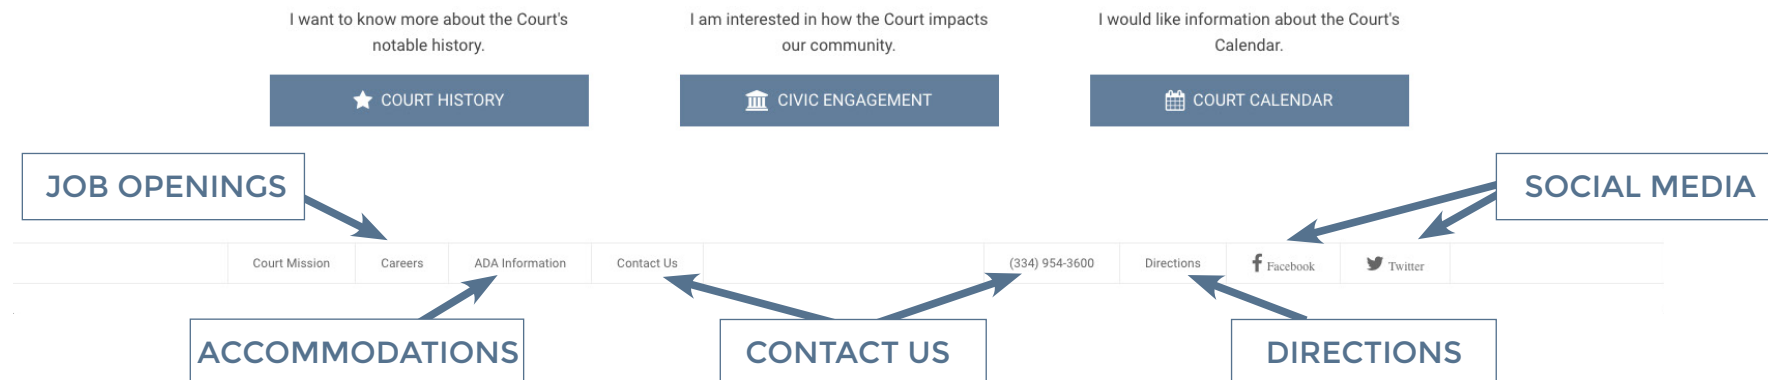 I want to know more about the Court's
notable history.
I am interested in how the Court impacts
our community.
I would like information about the Court's
Calendar.
COURT HISTORY
CIVIC ENGAGEMENT
COURT CALENDAR
JOB OPENINGS
SOCIAL MEDIA
Court Mission
Careers
ADA Information
Contact Us
(334) 954-3600
Directions
Facebook
Twitter
ACCOMMODATIONS
CONTACT US
DIRECTIONS